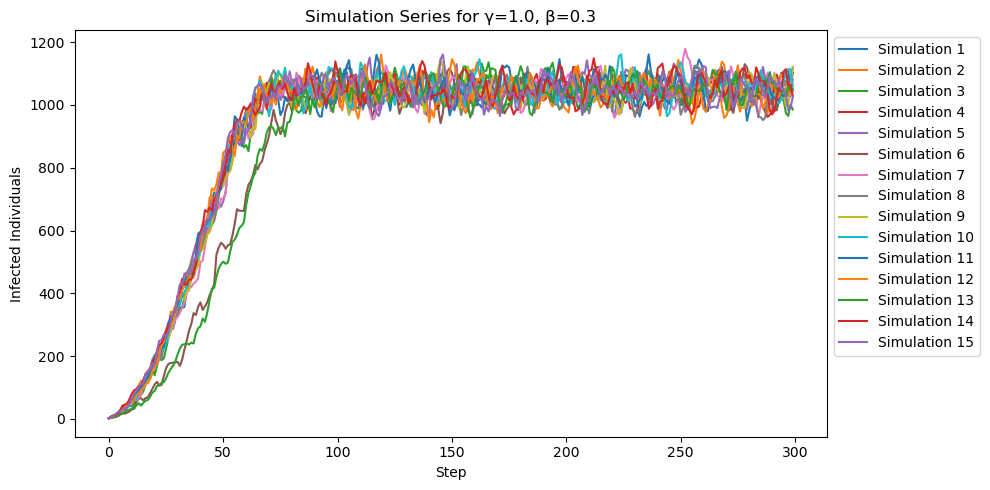 Simulation Series for γ=1.0, β=0.3
1200
1000
800
600
400
200
0
Infected Individuals
0
50
100
150
200
250
300
Step
Simulation 1
Simulation 2
Simulation 3
Simulation 4
Simulation 5
Simulation 6
Simulation 7
Simulation 8
Simulation 9
Simulation 10
Simulation 11
Simulation 12
Simulation 13
Simulation 14
Simulation 15